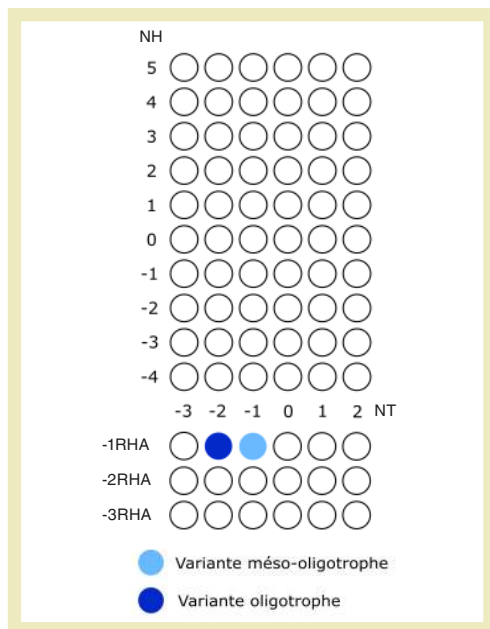 NH
5
4
3
2
1
0
-1
-2
-3
-4
-3 -2 -1 0 1 2 NT
-1RHA
-2RHA
-3RHA
Variante méso-oligotrophe
Variante oligotrophe